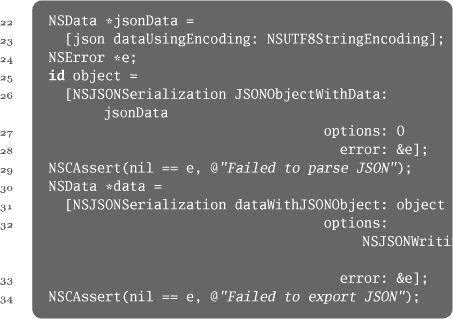 22 NSData *jsonData =
23 [json dataUsingEncoding: NSUTF8StringEncoding];
24 NSError *e;
25 id object =
26 [NSJSONSerialization JSONObjectWithData:
jsonData
27 options: 0
28 error: &e];
29 NSCAssert(nil == e, @"Failed to parse JSON");
30 NSData *data =
31 [NSJSONSerialization dataWithJSONObject: object
32 options:
NSJSONWriti
33 error: &e];
34 NSCAssert(nil == e, @"Failed to export JSON");